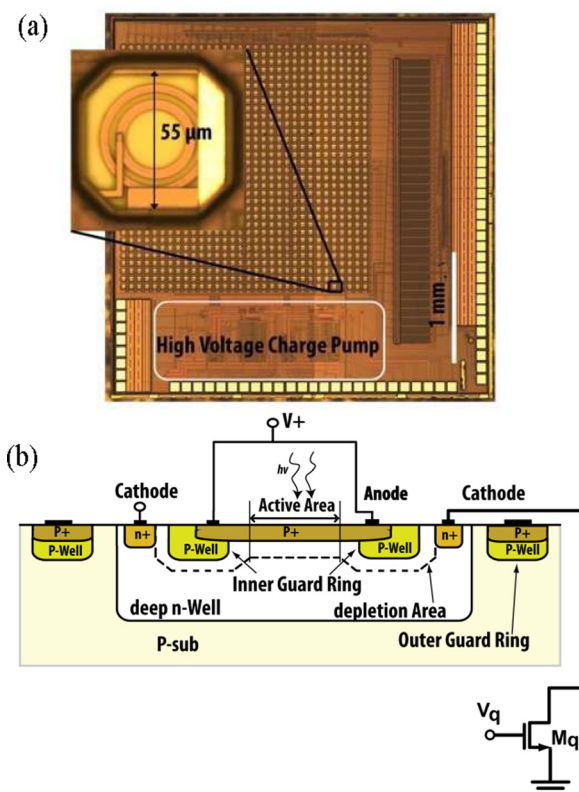 (a)
55 µm
1 mm
High Voltage Charge Pump
(b)
V+
hv
Cathode
Active Area
Anode
Cathode
P+
n+
P+
n+
P+
P-Well
P-Well
P-Well
P-Well
Inner Guard Ring
deep n-Well
depletion Area
P-sub
Outer Guard Ring
Vq
Mq